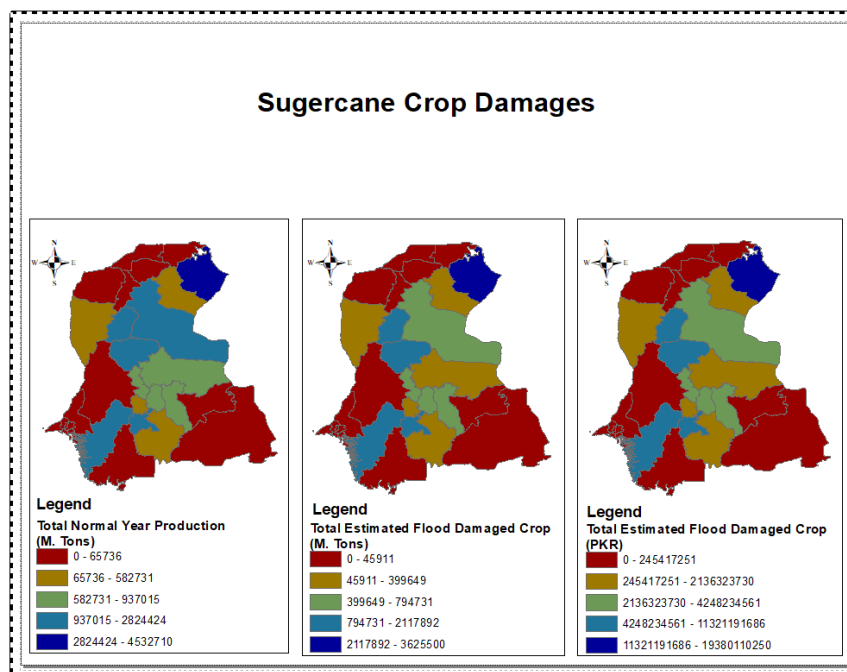 Sugercane Crop Damages
N
W E
S
Legend
Total Normal Year Production
(M. Tons)
0 - 65736
65736 - 582731
582731 - 937015
937015 - 2824424
2824424 - 4532710
N
W E
S
Legend
Total Estimated Flood Damaged Crop
(M. Tons)
0 - 45911
45911 - 399649
399649 - 794731
794731 - 2117892
2117892 - 3625500
N
W E
S
Legend
Total Estimated Flood Damaged Crop
(PKR)
0 - 245417251
245417251 - 2136323730
2136323730 - 4248234561
4248234561 - 11321191686
11321191686 - 19380110250